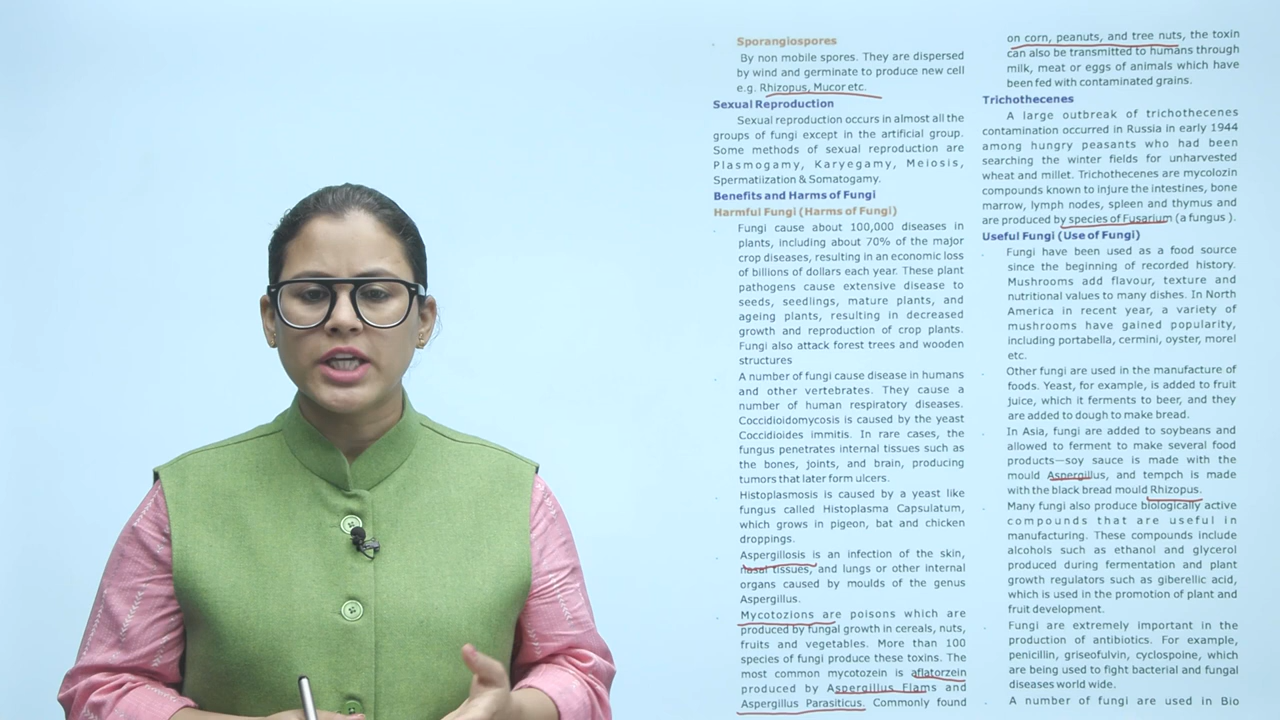 Sporangiospores
By non mobile spores. They are dispersed
by wind and germinate to produce new cell
e.g. Rhizopus, Mucor etc.
Sexual Reproduction
Sexual reproduction occurs in almost all the
groups of fungi except in the artificial group.
Some methods of sexual reproduction are
Plasmogamy, Karyegamy, Meiosis,
Spermatiization & Somatogamy.
Benefits and Harms of Fungi
Harmful Fungi (Harms of Fungi)
Fungi cause about 100,000 diseases in
plants, including about 70% of the major
crop diseases, resulting in an economic loss
of billions of dollars each year. These plant
pathogens cause extensive disease to
seeds, seedlings, mature plants, and
ageing plants, resulting in decreased
growth and reproduction of crop plants.
Fungi also attack forest trees and wooden
structures
A number of fungi cause disease in humans
and other vertebrates. They cause a
number of human respiratory diseases.
Coccidioidomycosis is caused by the yeast
Coccidioides immitis. In rare cases, the
fungus penetrates internal tissues such as
the bones, joints, and brain, producing
tumors that later form ulcers.
Histoplasmosis is caused by a yeast like
fungus called Histoplasma Capsulatum,
which grows in pigeon, bat and chicken
droppings.
Aspergillosis is an infection of the skin,
nasal tissues, and lungs or other internal
organs caused by moulds of the genus
Aspergillus.
Mycotozions are poisons which are
produced by fungal growth in cereals, nuts,
fruits and vegetables. More than 100
species of fungi produce these toxins. The
most common mycotozein is aflatorzein
produced by Aspergillus Flams and
Aspergillus Parasiticus. Commonly found
on corn, peanuts, and tree nuts, the toxin
can also be transmitted to humans through
milk, meat or eggs of animals which have
been fed with contaminated grains.
Trichothecenes
A large outbreak of trichothecenes
contamination occurred in Russia in early 1944
among hungry peasants who had been
searching the winter fields for unharvested
wheat and millet. Trichothecenes are mycolozin
compounds known to injure the intestines, bone
marrow, lymph nodes, spleen and thymus and
are produced by species of Fusarium (a fungus ).
Useful Fungi (Use of Fungi)
Fungi have been used as a food source
since the beginning of recorded history.
Mushrooms add flavour, texture and
nutritional values to many dishes. In North
America in recent year, a variety of
mushrooms have gained popularity,
including portabella, cermini, oyster, morel
etc.
Other fungi are used in the manufacture of
foods. Yeast, for example, is added to fruit
juice, which it ferments to beer, and they
are added to dough to make bread.
In Asia, fungi are added to soybeans and
allowed to ferment to make several food
products—soy sauce is made with the
mould Aspergillus, and tempch is made
with the black bread mould Rhizopus.
Many fungi also produce biologically active
compounds that are useful in
manufacturing. These compounds include
alcohols such as ethanol and glycerol
produced during fermentation and plant
growth regulators such as giberellic acid,
which is used in the promotion of plant and
fruit development.
Fungi are extremely important in the
production of antibiotics. For example,
penicillin, griseofulvin, cyclospoine, which
are being used to fight bacterial and fungal
diseases world wide.
A number of fungi are used in Bio